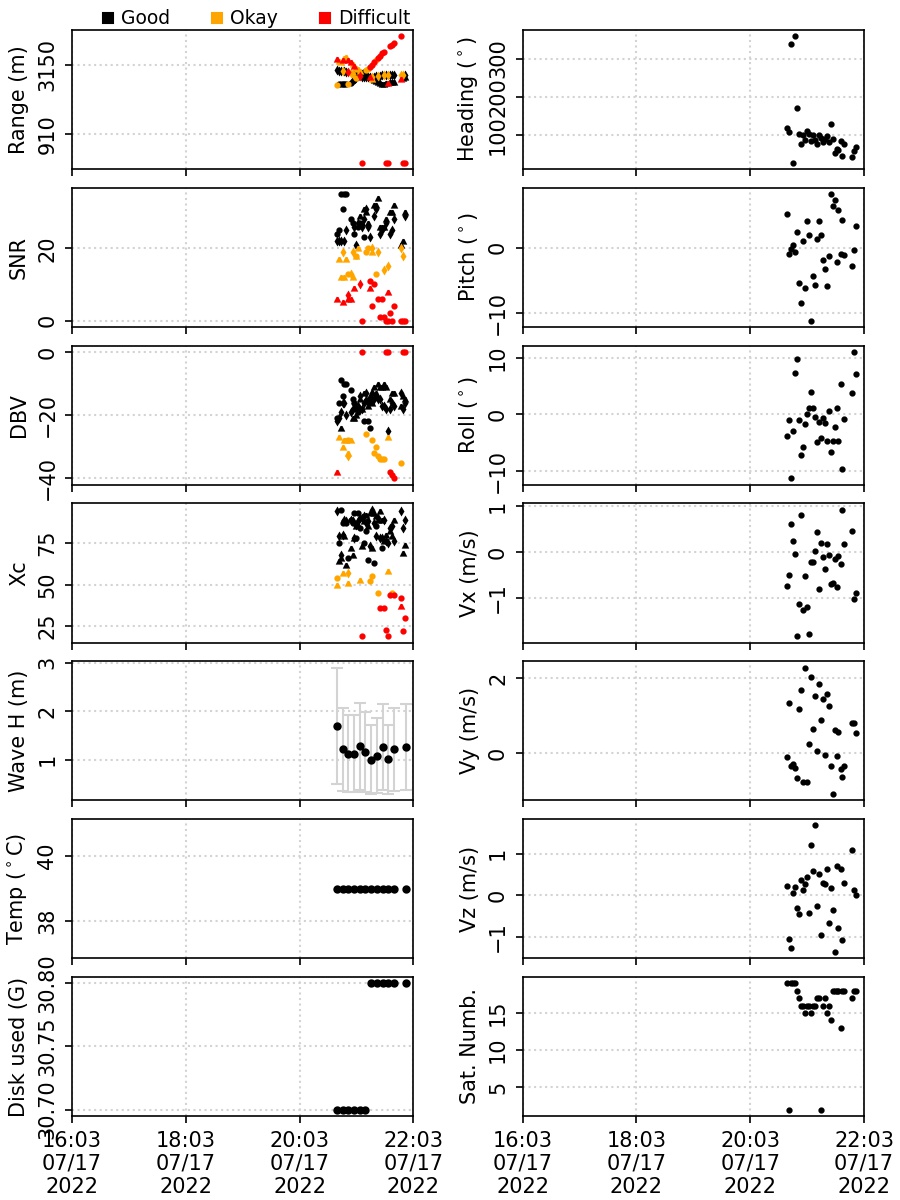 Good Okay Difficult
Range (m)
3150
910
Heading (°)
300
200
100
SNR
20
0
Pitch (°)
0
−10
DBV
0
−20
−40
Roll (°)
10
0
−10
Xc
75
50
25
Vx (m/s)
1
0
−1
Wave H (m)
3
2
1
Vy (m/s)
2
0
Temp (°C)
40
38
Vz (m/s)
1
0
−1
Disk used (G)
30.80
30.75
30.70
Sat. Numb.
15
10
5
16:03 18:03 20:03 22:03
07/17 07/17 07/17 07/17
2022 2022 2022 2022
16:03 18:03 20:03 22:03
07/17 07/17 07/17 07/17
2022 2022 2022 2022